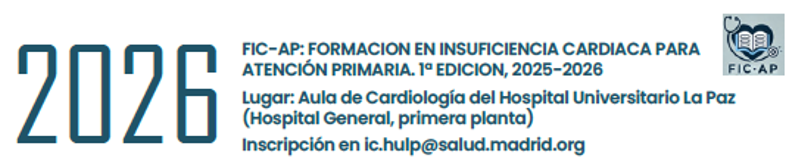 2026
FIC-AP: FORMACION EN INSUFICIENCIA CARDIACA PARA
ATENCIÓN PRIMARIA. 1ª EDICION, 2025-2026
Lugar: Aula de Cardiología del Hospital Universitario La Paz
(Hospital General, primera planta)
Inscripción en ic.hulp@salud.madrid.org
FIC·AP